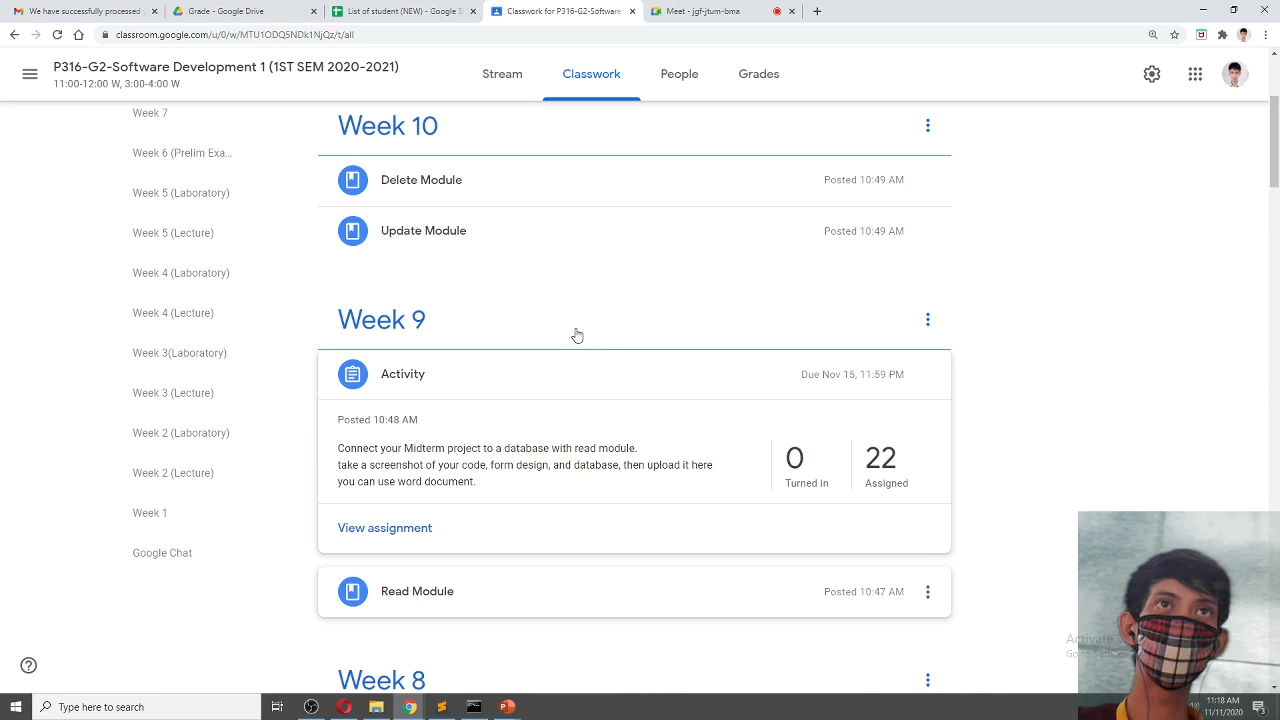 We have successfully processed y
Grade - Google Drive
List of student(NEW) - Google S
Classwork for P316-G2-Software
Meet - jgf-jtum-bma
classroom.google.com/u/0/w/MTU1ODQ5NDk1NjQz/t/all
P316-G2-Software Development 1 (1ST SEM 2020-2021)
11:00-12:00 W, 3:00-4:00 W
Stream
Classwork
People
Grades
Week 7
Week 6 (Prelim Exa...
Week 5 (Laboratory)
Week 5 (Lecture)
Week 4 (Laboratory)
Week 4 (Lecture)
Week 3(Laboratory)
Week 3 (Lecture)
Week 2 (Laboratory)
Week 2 (Lecture)
Week 1
Google Chat
Week 10
Delete Module
Posted 10:49 AM
Update Module
Posted 10:49 AM
Week 9
Activity
Due Nov 15, 11:59 PM
Posted 10:48 AM
Connect your Midterm project to a database with read module.
take a screenshot of your code, form design, and database, then upload it here
you can use word document.
0
Turned in
22
Assigned
View assignment
Read Module
Posted 10:47 AM
Week 8
Activate
Go to
Type here to search
11:18 AM
11/11/2020
3